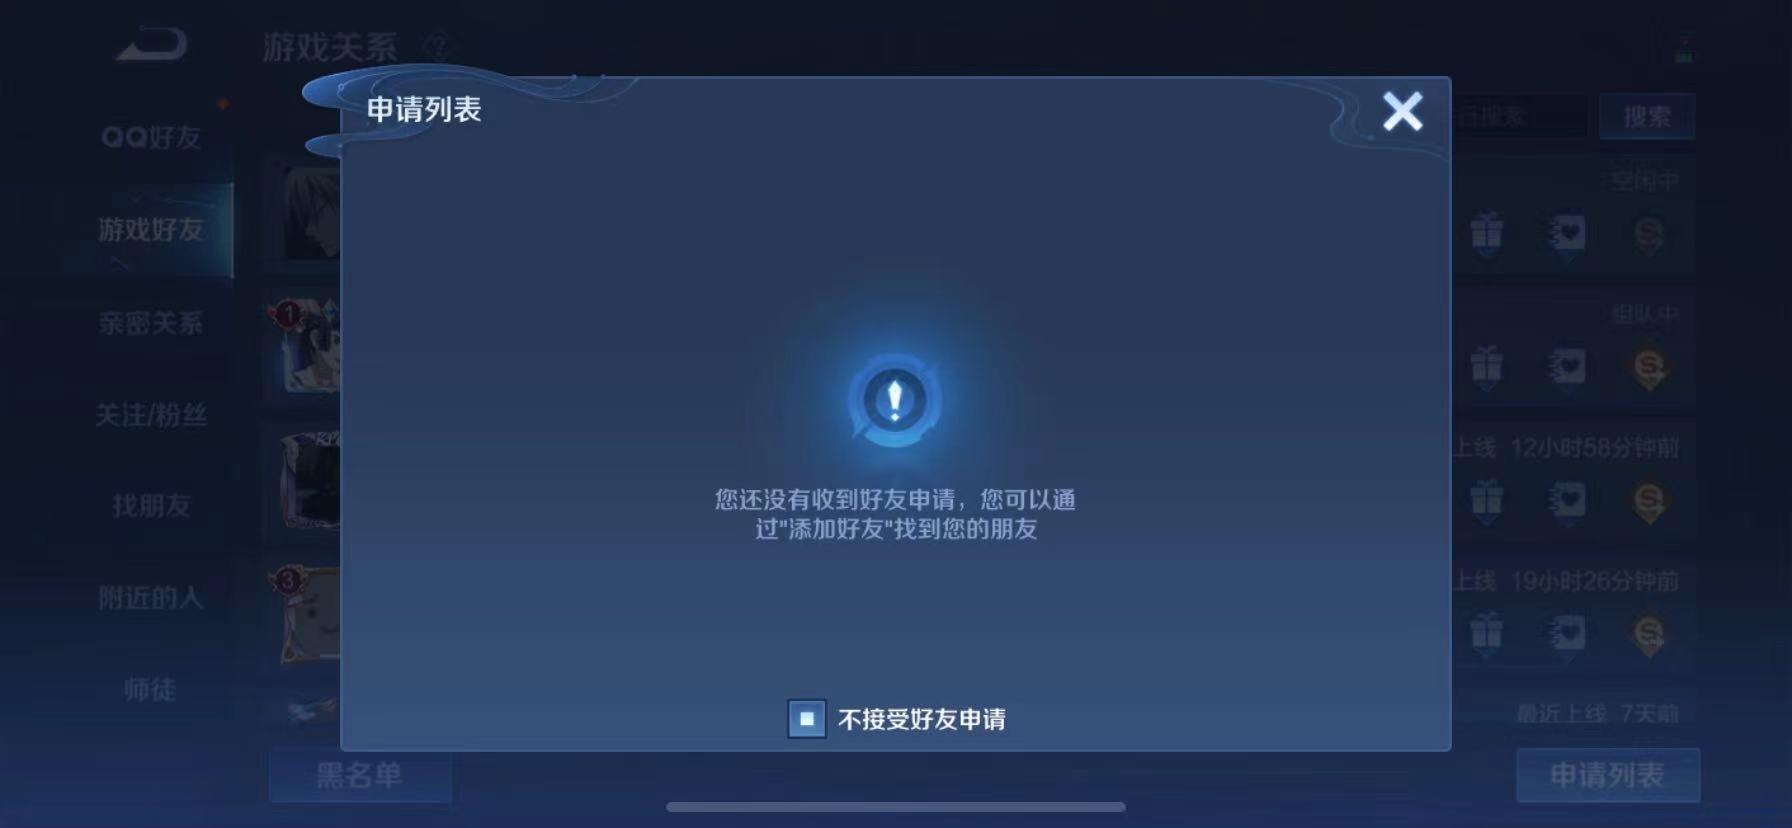 游戏关系
申请列表
搜索
QQ好友
游戏好友
亲密关系
关注/粉丝
找朋友
附近的人
师徒
空闲中
1
组队中
上线 12小时58分钟前
3
上线 19小时26分钟前
最近上线 7天前
您还没有收到好友申请，您可以通
过"添加好友"找到您的朋友
不接受好友申请
黑名单
申请列表